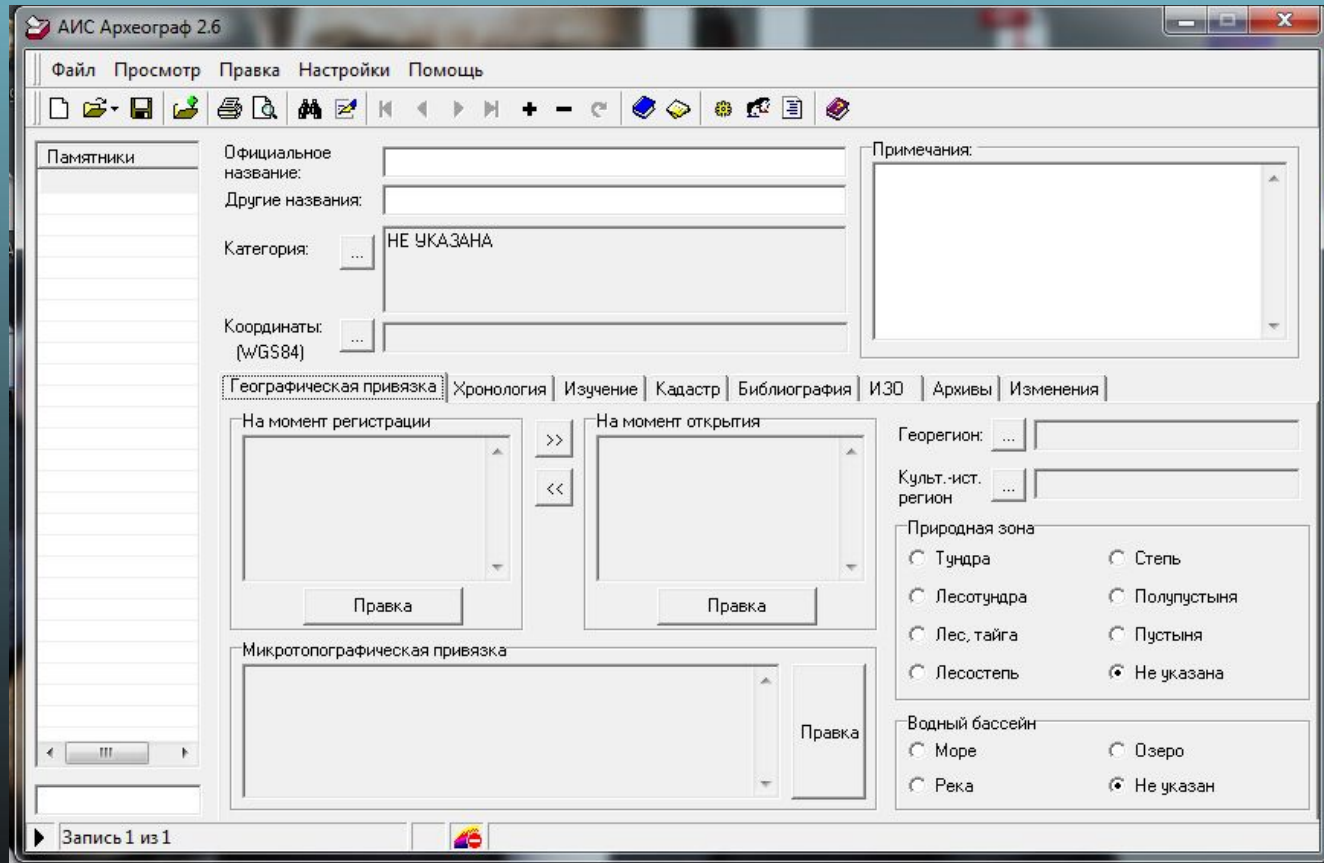 АИС Археограф 2.6
Файл Просмотр Правка Настройки Помощь
Памятники
Официальное
название:
Другие названия:
Категория:
...
НЕ УКАЗАНА
Координаты:
(WGS84)
...
Примечания:
Географическая привязка Хронология Изучение Кадастр Библиография ИЗО Архивы Изменения
На момент регистрации
Правка
>>
<<
На момент открытия
Правка
Георегион: ...
Культ.-ист.
регион
...
Природная зона
Тундра Степь
Лесотундра Полупустыня
Лес, тайга Пустыня
Лесостепь Не указана
Микротопографическая привязка
Правка
Водный бассейн
Море Озеро
Река Не указан
Запись 1 из 1